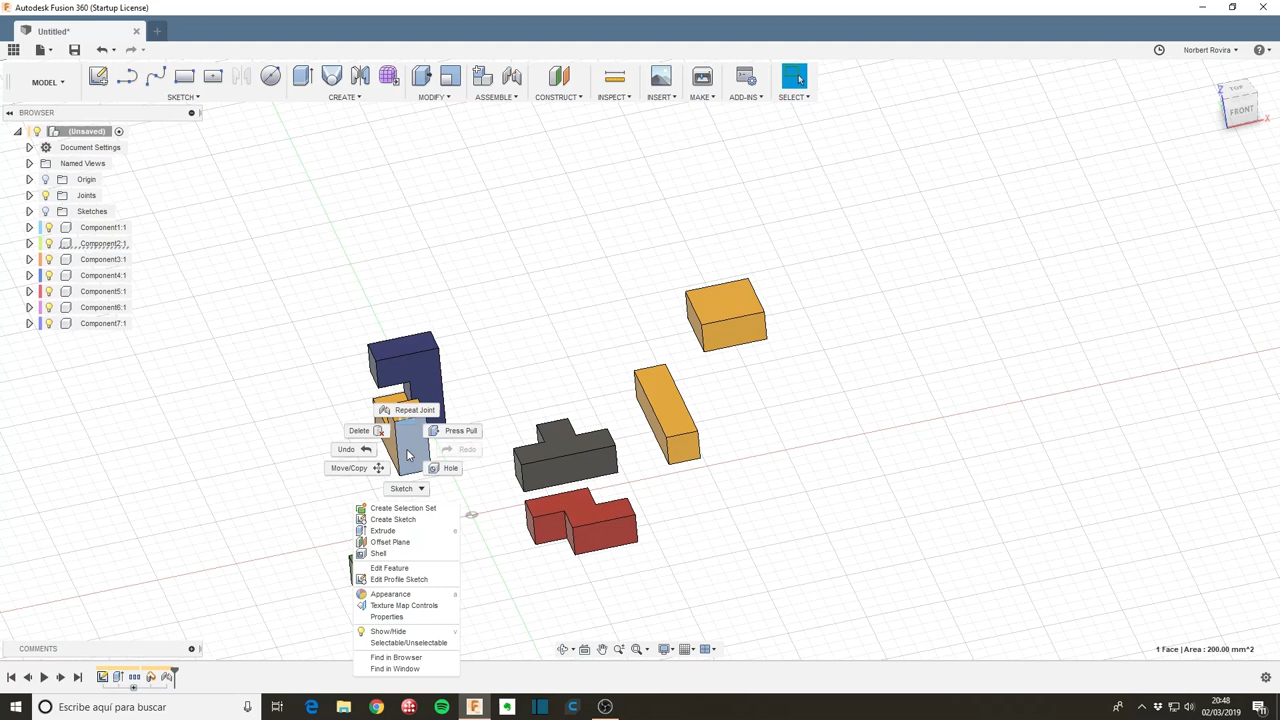 Autodesk Fusion 360 (Startup License)
Untitled*
Norbert Rovira
MODEL
SKETCH
CREATE
MODIFY
ASSEMBLE
CONSTRUCT
INSPECT
INSERT
MAKE
ADD-INS
SELECT
BROWSER
(Unsaved)
Document Settings
Named Views
Origin
Joints
Sketches
Component1:1
Component2:1
Component3:1
Component4:1
Component5:1
Component6:1
Component7:1
TOP
FRONT
Z
X
Repeat Joint
Delete
Press Pull
Undo
Redo
Move/Copy
Hole
Sketch
Create Selection Set
Create Sketch
Extrude e
Offset Plane
Shell
Edit Feature
Edit Profile Sketch
Appearance a
Texture Map Controls
Properties
Show/Hide v
Selectable/Unselectable
Find in Browser
Find in Window
COMMENTS
1 Face | Area : 200.00 mm^2
Escribe aquí para buscar
20:48
02/03/2019